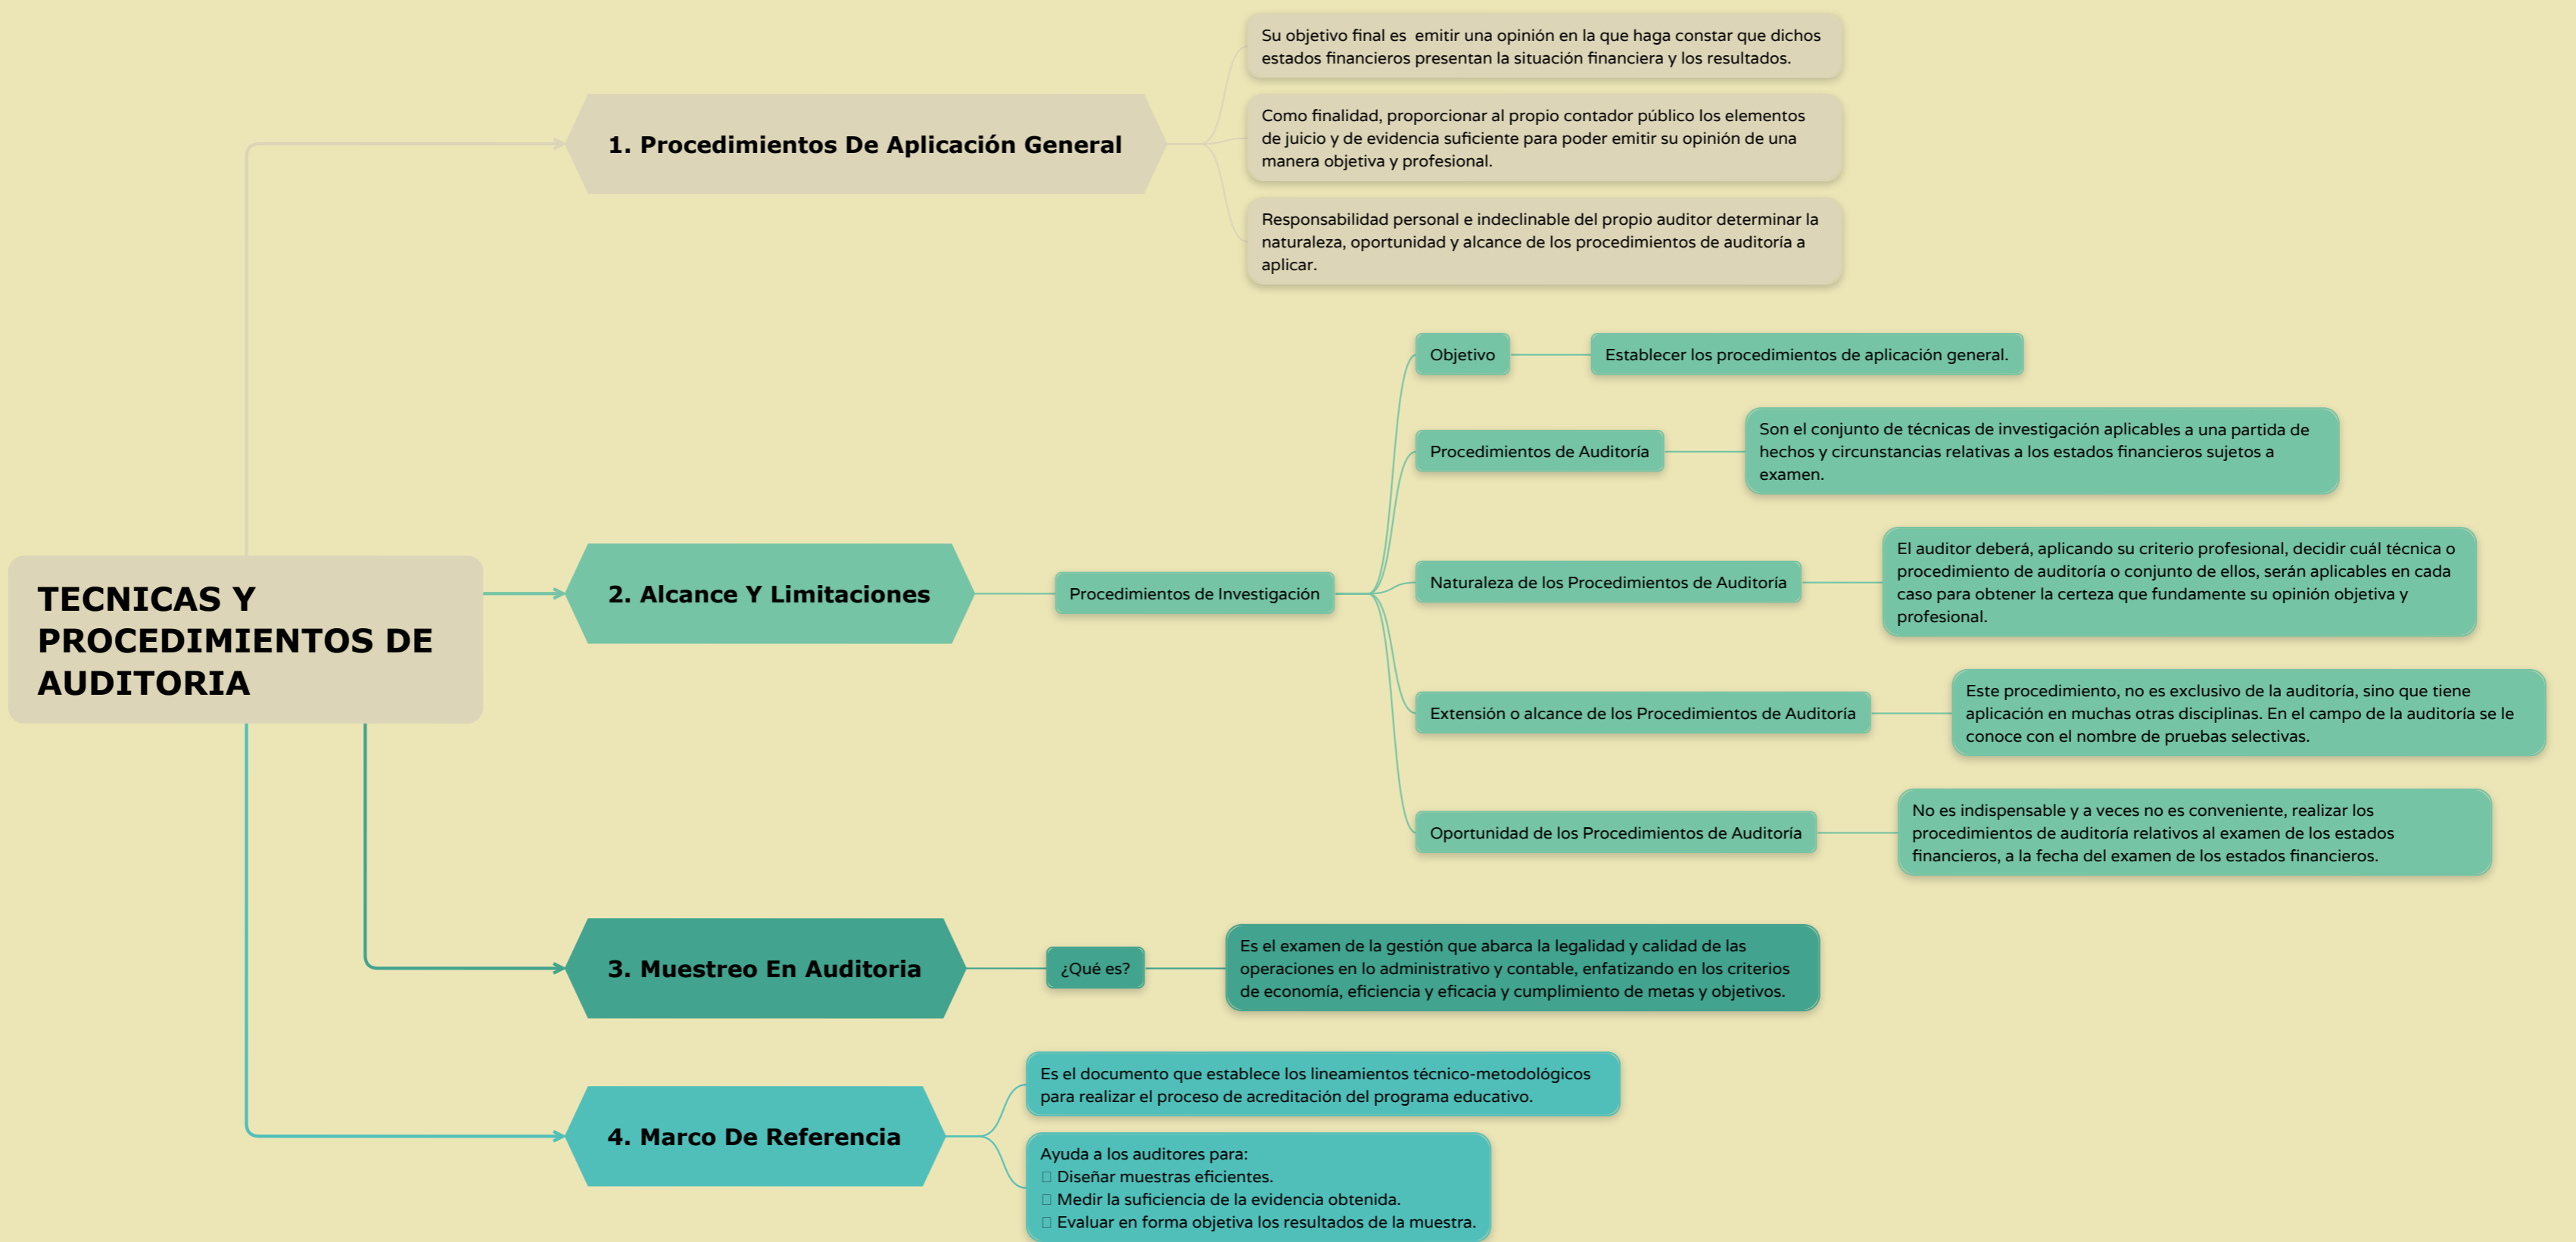 TECNICAS Y
PROCEDIMIENTOS DE
AUDITORIA
1. Procedimientos De Aplicación General
Su objetivo final es  emitir una opinión en la que haga constar que dichos
estados financieros presentan la situación financiera y los resultados.
Como finalidad, proporcionar al propio contador público los elementos
de juicio y de evidencia suficiente para poder emitir su opinión de una
manera objetiva y profesional.
Responsabilidad personal e indeclinable del propio auditor determinar la
naturaleza, oportunidad y alcance de los procedimientos de auditoría a
aplicar.
2. Alcance Y Limitaciones
Procedimientos de Investigación
Objetivo
Establecer los procedimientos de aplicación general.
Procedimientos de Auditoría
Son el conjunto de técnicas de investigación aplicables a una partida de
hechos y circunstancias relativas a los estados financieros sujetos a
examen.
Naturaleza de los Procedimientos de Auditoría
El auditor deberá, aplicando su criterio profesional, decidir cuál técnica o
procedimiento de auditoría o conjunto de ellos, serán aplicables en cada
caso para obtener la certeza que fundamente su opinión objetiva y
profesional.
Extensión o alcance de los Procedimientos de Auditoría
Este procedimiento, no es exclusivo de la auditoría, sino que tiene
aplicación en muchas otras disciplinas. En el campo de la auditoría se le
conoce con el nombre de pruebas selectivas.
Oportunidad de los Procedimientos de Auditoría
No es indispensable y a veces no es conveniente, realizar los
procedimientos de auditoría relativos al examen de los estados
financieros, a la fecha del examen de los estados financieros.
3. Muestreo En Auditoria
¿Qué es?
Es el examen de la gestión que abarca la legalidad y calidad de las
operaciones en lo administrativo y contable, enfatizando en los criterios
de economía, eficiencia y eficacia y cumplimiento de metas y objetivos.
4. Marco De Referencia
Es el documento que establece los lineamientos técnico-metodológicos
para realizar el proceso de acreditación del programa educativo.
Ayuda a los auditores para:
 Diseñar muestras eficientes.
 Medir la suficiencia de la evidencia obtenida.
 Evaluar en forma objetiva los resultados de la muestra.